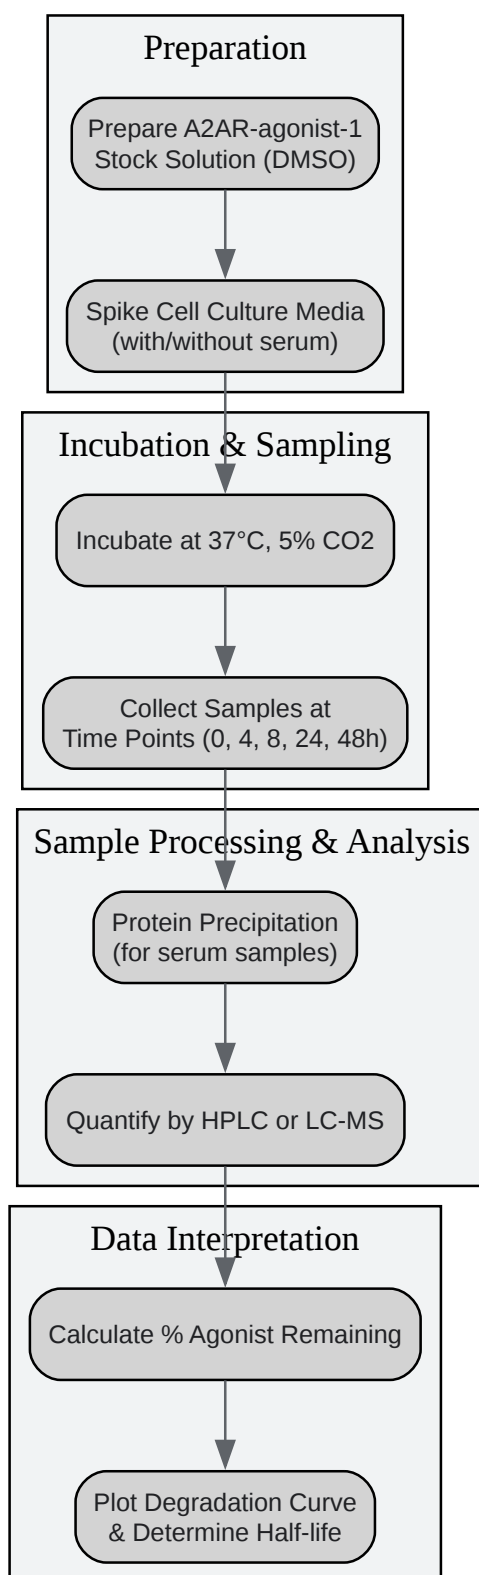 Preparation
Prepare A2AR-agonist-1
Stock Solution (DMSO)
Spike Cell Culture Media
(with/without serum)
Incubation & Sampling
Incubate at 37°C, 5% CO2
Collect Samples at
Time Points (0, 4, 8, 24, 48h)
Sample Processing & Analysis
Protein Precipitation
(for serum samples)
Quantify by HPLC or LC-MS
Data Interpretation
Calculate % Agonist Remaining
Plot Degradation Curve
& Determine Half-life